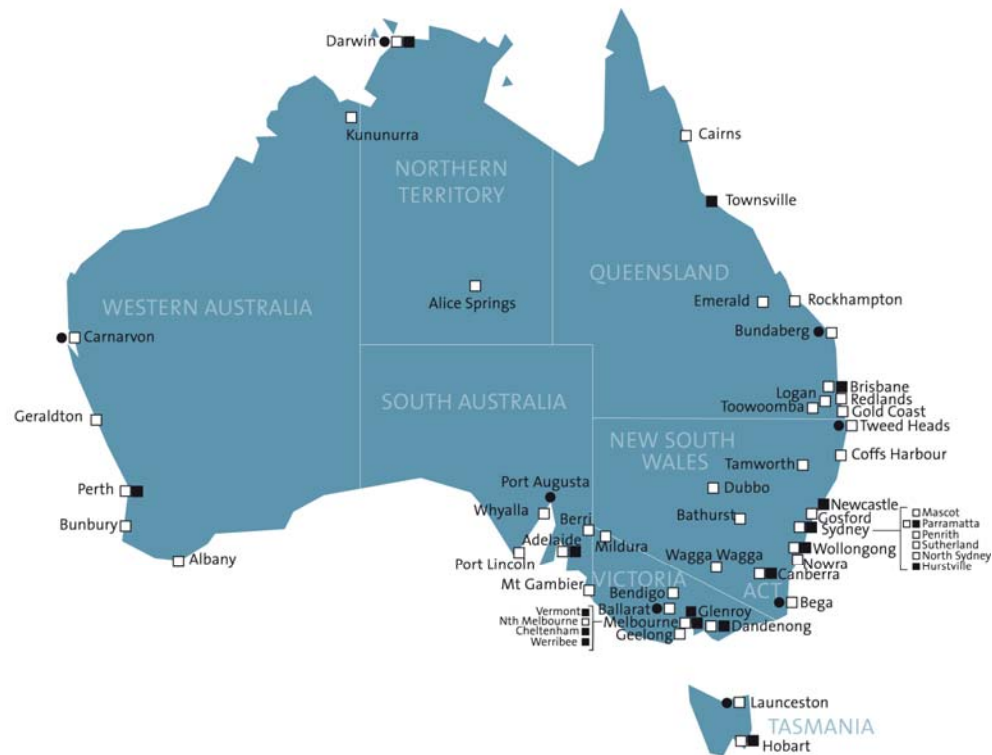 Darwin
Kununurra
Cairns
NORTHERN
TERRITORY
Townsville
QUEENSLAND
Alice Springs
WESTERN AUSTRALIA
Emerald
Rockhampton
Bundaberg
Carnarvon
Logan
Brisbane
Redlands
Toowoomba
Gold Coast
SOUTH AUSTRALIA
Geraldton
Tweed Heads
NEW SOUTH
WALES
Coffs Harbour
Tamworth
Port Augusta
Perth
Dubbo
Newcastle
Whyalla
Berri
Bathurst
Gosford
Mascot
Sydney
Parramatta
Penrith
Bunbury
Adelaide
Mildura
Wollongong
Sutherland
North Sydney
Hurstville
Albany
Port Lincoln
Wagga Wagga
Nowra
Mt Gambier
VICTORIA
Canberra
ACT
Bendigo
Bega
Vermont
Ballarat
Glenroy
Nth Melbourne
Melbourne
Dandenong
Cheltenham
Geelong
Werribee
Launceston
TASMANIA
Hobart